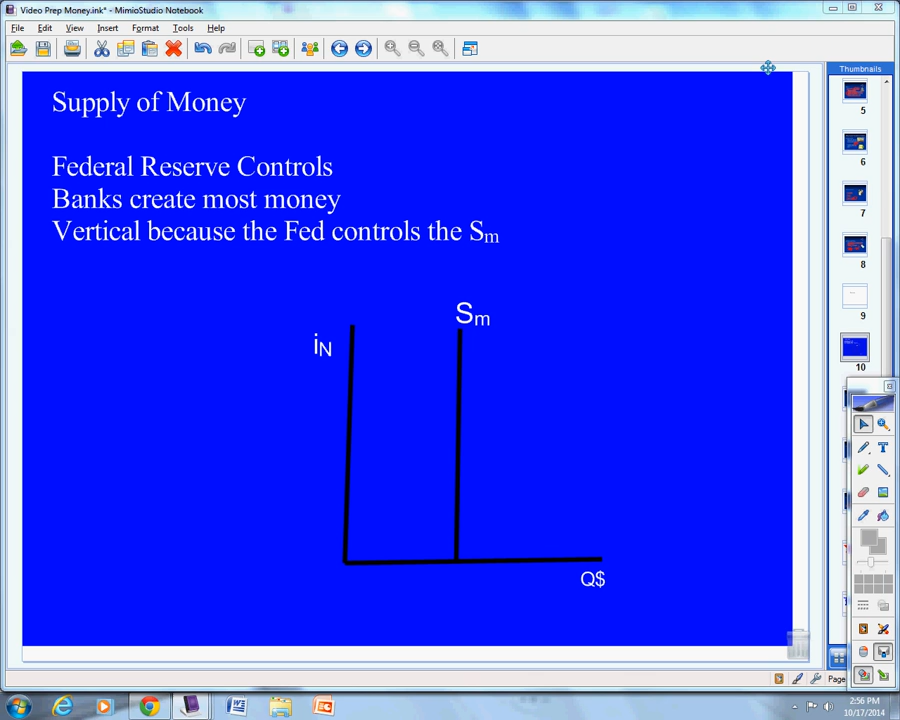 Video Prep Money.ink* - MimioStudio Notebook
File Edit View Insert Format Tools Help
Thumbnails
Supply of Money
Federal Reserve Controls
Banks create most money
Vertical because the Fed controls the Sm
iN
Sm
Q$
5
6
7
8
9
10
T
Page
W
2:56 PM
10/17/2014